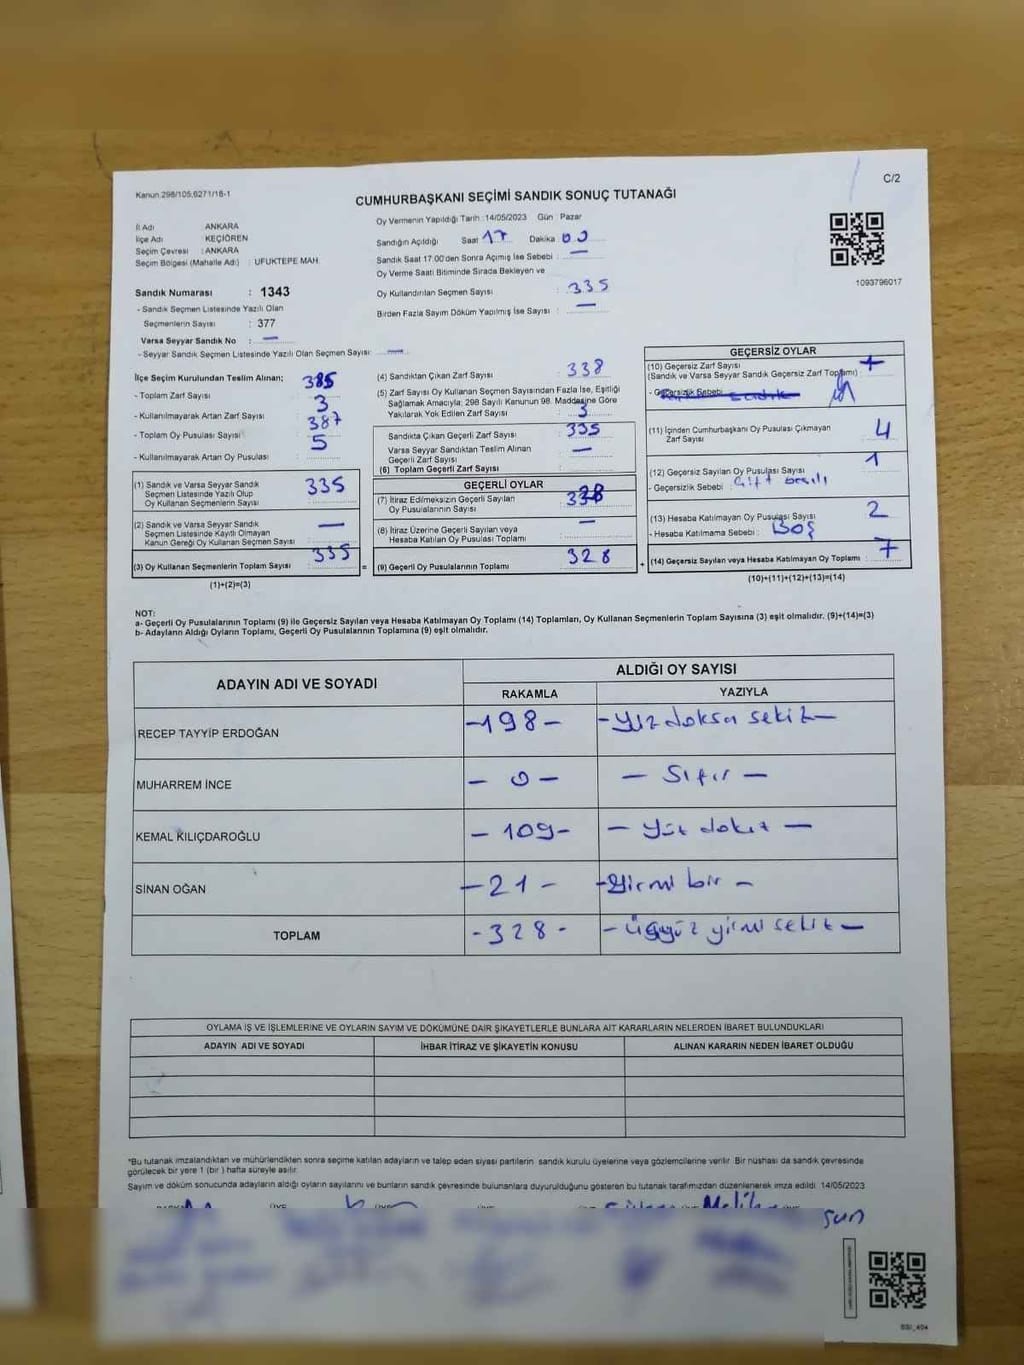 Kanun 298/105;6271/18-1
C/2
CUMHURBAŞKANI SEÇİMİ SANDIK SONUÇ TUTANAĞI
İl Adı ANKARA
İlçe Adı KEÇİÖREN
Seçim Çevresi : ANKARA
Seçim Bölgesi (Mahalle Adı) : UFUKTEPE MAH.
Sandık Numarası : 1343
- Sandık Seçmen Listesinde Yazılı Olan
Seçmenlerin Sayısı : 377
Varsa Seyyar Sandık No : —
- Seyyar Sandık Seçmen Listesinde Yazılı Olan Seçmen Sayısı: —
Oy Vermenin Yapıldığı Tarih :14/05/2023 Gün : Pazar
Sandığın Açıldığı Saat 17 Dakika 00
Sandık Saat 17:00'den Sonra Açımış İse Sebebi : —
Oy Verme Saati Bitiminde Sırada Bekleyen ve
Oy Kullandırılan Seçmen Sayısı : 335
Birden Fazla Sayım Döküm Yapılmış İse Sayısı : —
1093796017
İlçe Seçim Kurulundan Teslim Alınan; 385
- Toplam Zarf Sayısı 3
- Kullanılmayarak Artan Zarf Sayısı 387
- Toplam Oy Pusulası Sayısı 5
- Kullanılmayarak Artan Oy Pusulası
(1) Sandık ve Varsa Seyyar Sandık
Seçmen Listesinde Yazılı Olup
Oy Kullanan Seçmenlerin Sayısı 335
(2) Sandık ve Varsa Seyyar Sandık
Seçmen Listesinde Kayıtlı Olmayan
Kanun Gereği Oy Kullanan Seçmen Sayısı —
(3) Oy Kullanan Seçmenlerin Toplam Sayısı 335
(1)+(2)=(3)
(4) Sandıktan Çıkan Zarf Sayısı : 338
(5) Zarf Sayısı Oy Kullanan Seçmen Sayısından Fazla İse, Eşitliği
Sağlamak Amacıyla; 298 Sayılı Kanunun 98. Maddesine Göre
Yakılarak Yok Edilen Zarf Sayısı : 3
Sandıkta Çıkan Geçerli Zarf Sayısı : 335
Varsa Seyyar Sandıktan Teslim Alınan
Geçerli Zarf Sayısı : —
(6) Toplam Geçerli Zarf Sayısı
GEÇERLİ OYLAR
(7) İtiraz Edilmeksizin Geçerli Sayılan
Oy Pusulalarının Sayısı : 328
(8) İtiraz Üzerine Geçerli Sayılan veya
Hesaba Katılan Oy Pusulası Toplamı : —
(9) Geçerli Oy Pusulalarının Toplamı 328
GEÇERSİZ OYLAR
(10) Geçersiz Zarf Sayısı
(Sandık ve Varsa Seyyar Sandık Geçersiz Zarf Toplamı) :
- Geçersizlik Sebebi
(11) İçinden Cumhurbaşkanı Oy Pusulası Çıkmayan
Zarf Sayısı 4
(12) Geçersiz Sayılan Oy Pusulası Sayısı 1
- Geçersizlik Sebebi : Çift basılı
(13) Hesaba Katılmayan Oy Pusulası Sayısı 2
- Hesaba Katılmama Sebebi : Boş
(14) Geçersiz Sayılan veya Hesaba Katılmayan Oy Toplamı : 7
(10)+(11)+(12)+(13)=(14)
NOT:
a- Geçerli Oy Pusulalarının Toplamı (9) ile Geçersiz Sayılan veya Hesaba Katılmayan Oy Toplamı (14) Toplamları, Oy Kullanan Seçmenlerin Toplam Sayısına (3) eşit olmalıdır. (9)+(14)=(3)
b- Adayların Aldığı Oyların Toplamı, Geçerli Oy Pusulalarının Toplamına (9) eşit olmalıdır.
ADAYIN ADI VE SOYADI
ALDIĞI OY SAYISI
RAKAMLA YAZIYLA
RECEP TAYYİP ERDOĞAN -198- -Yüz doksa sekiz-
MUHARREM İNCE - 0 - - Sıfır -
KEMAL KILIÇDAROĞLU - 109- - Yüz dokuz -
SİNAN OĞAN -21 - -Yirmi bir -
TOPLAM -328- - üçyüz yirmi sekiz -
OYLAMA İŞ VE İŞLEMLERİNE VE OYLARIN SAYIM VE DÖKÜMÜNE DAİR ŞİKAYETLERLE BUNLARA AİT KARARLARIN NELERDEN İBARET BULUNDUKLARI
ADAYIN ADI VE SOYADI İHBAR İTİRAZ VE ŞİKAYETİN KONUSU ALINAN KARARIN NEDEN İBARET OLDUĞU
*Bu tutanak imzalandıktan ve mühürlendikten sonra seçime katılan adayların ve talep eden siyasi partilerin sandık kurulu üyelerine veya gözlemcilerine verilir. Bir nüshası da sandık çevresinde
görülecek bir yere 1 (bir ) hafta süreyle asılır.
Sayım ve döküm sonucunda adayların aldığı oyların sayılarını ve bunların sandık çevresinde bulunanlara duyurulduğunu gösteren bu tutanak tarafımızdan düzenlenerek imza edildi. 14/05/2023